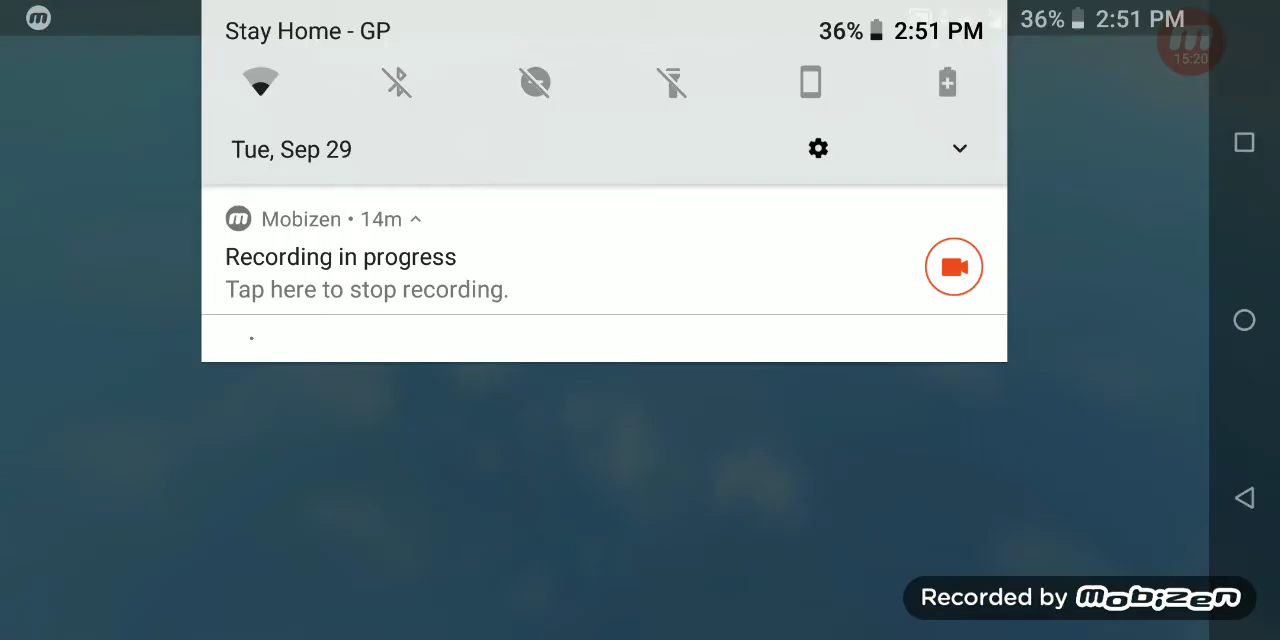 Stay Home - GP 36% 2:51 PM
36% 2:51 PM
15:20
Tue, Sep 29
Mobizen • 14m
Recording in progress
Tap here to stop recording.
Recorded by mobizen